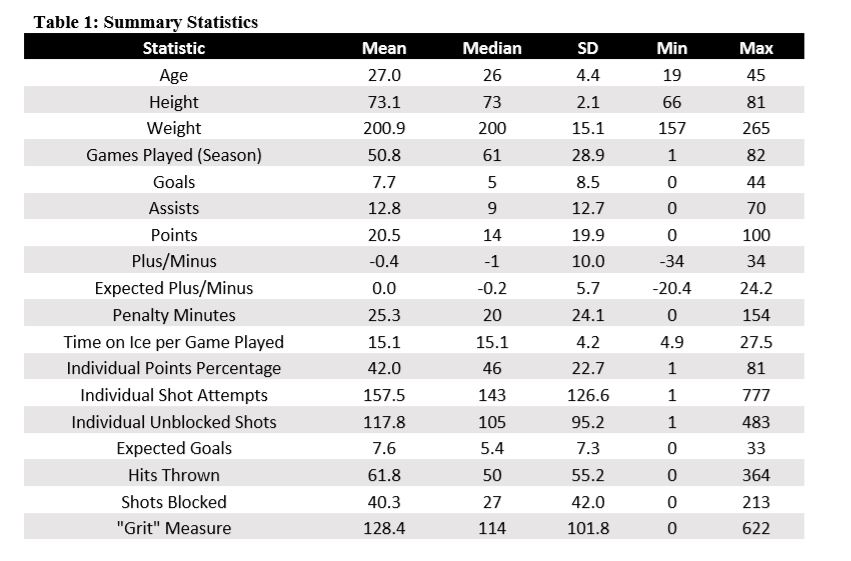 Table 1: Summary Statistics
Statistic Mean Median SD Min Max
Age 27.0 26 4.4 19 45
Height 73.1 73 2.1 66 81
Weight 200.9 200 15.1 157 265
Games Played (Season) 50.8 61 28.9 1 82
Goals 7.7 5 8.5 0 44
Assists 12.8 9 12.7 0 70
Points 20.5 14 19.9 0 100
Plus/Minus -0.4 -1 10.0 -34 34
Expected Plus/Minus 0.0 -0.2 5.7 -20.4 24.2
Penalty Minutes 25.3 20 24.1 0 154
Time on Ice per Game Played 15.1 15.1 4.2 4.9 27.5
Individual Points Percentage 42.0 46 22.7 1 81
Individual Shot Attempts 157.5 143 126.6 1 777
Individual Unblocked Shots 117.8 105 95.2 1 483
Expected Goals 7.6 5.4 7.3 0 33
Hits Thrown 61.8 50 55.2 0 364
Shots Blocked 40.3 27 42.0 0 213
"Grit" Measure 128.4 114 101.8 0 622